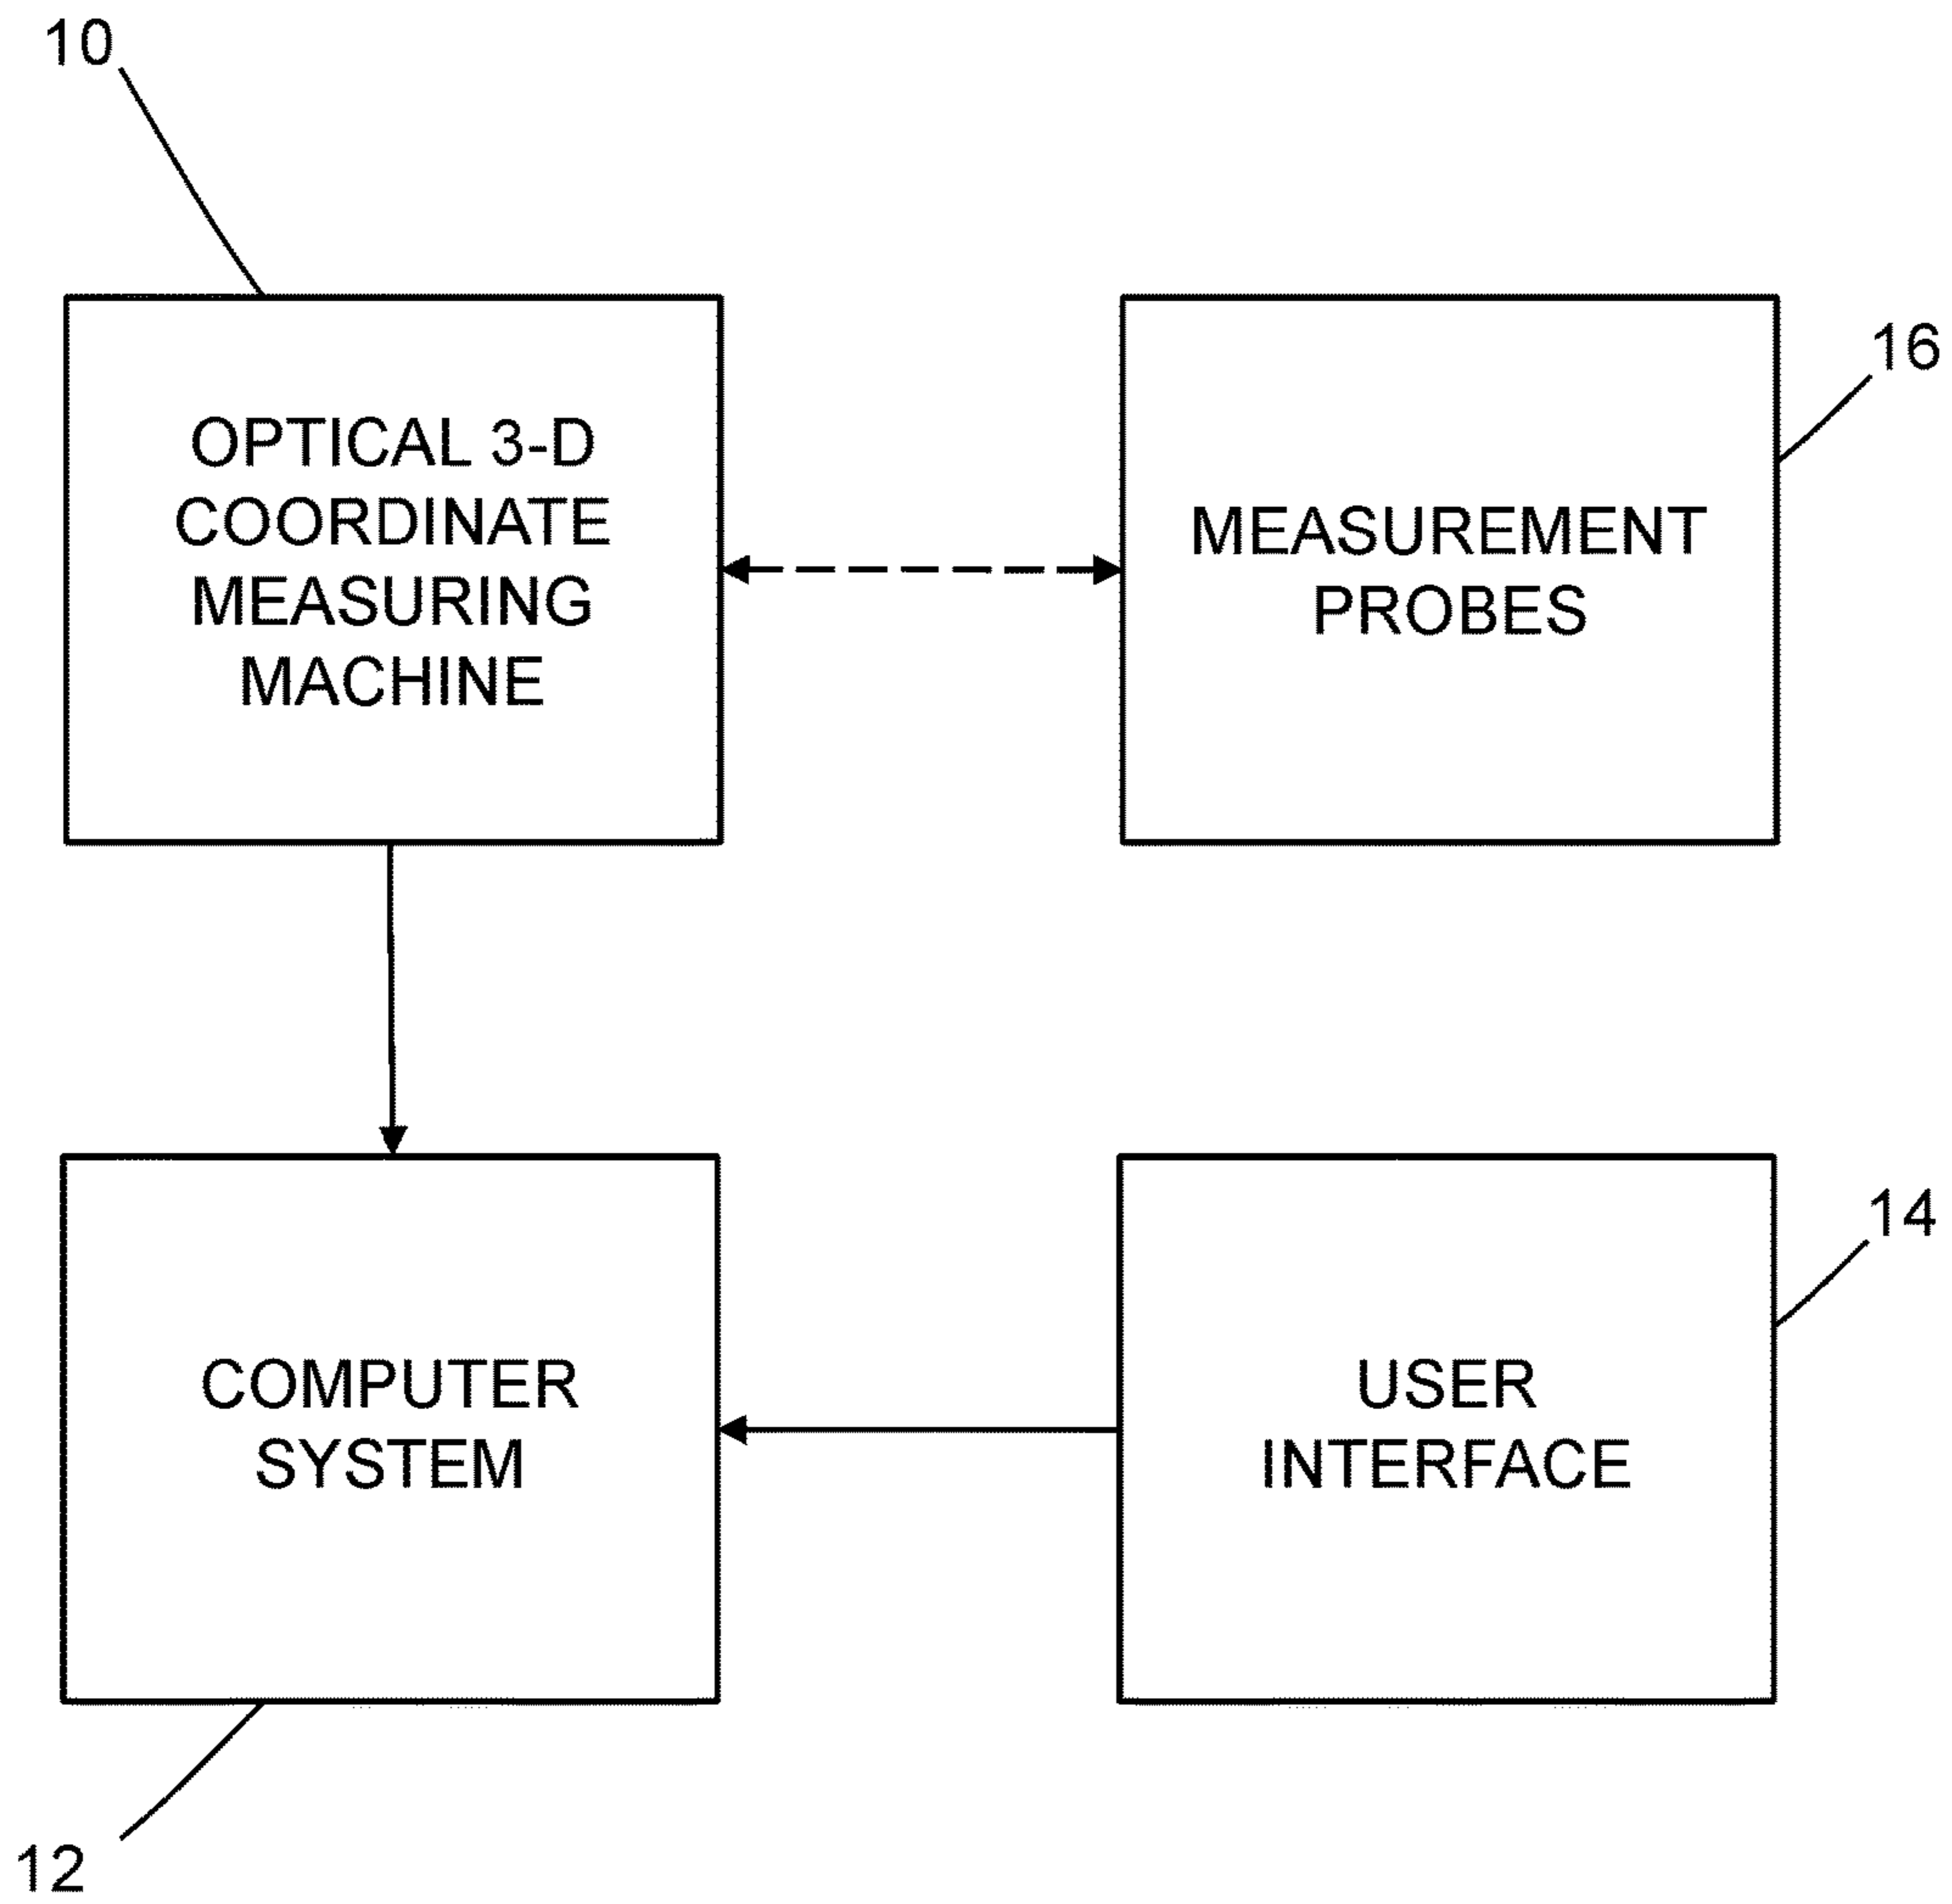 10
16
OPTICAL 3-D
COORDINATE
MEASURING
MACHINE
MEASUREMENT
PROBES
14
COMPUTER
SYSTEM
USER
INTERFACE
12